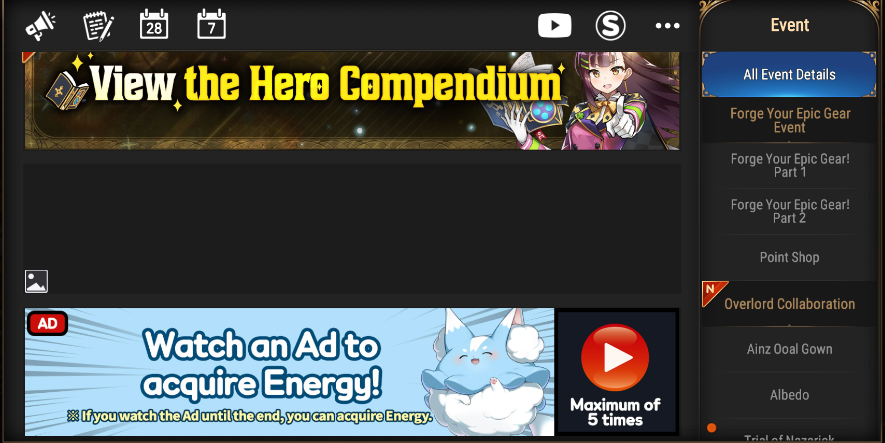 28
7
S
Event
View the Hero Compendium
All Event Details
Forge Your Epic Gear
Event
Forge Your Epic Gear!
Part 1
Forge Your Epic Gear!
Part 2
Point Shop
N
Overlord Collaboration
Ainz Ooal Gown
Albedo
Trial of Nazarick
AD
Watch an Ad to
acquire Energy!
※ If you watch the Ad until the end, you can acquire Energy.
Maximum of
5 times